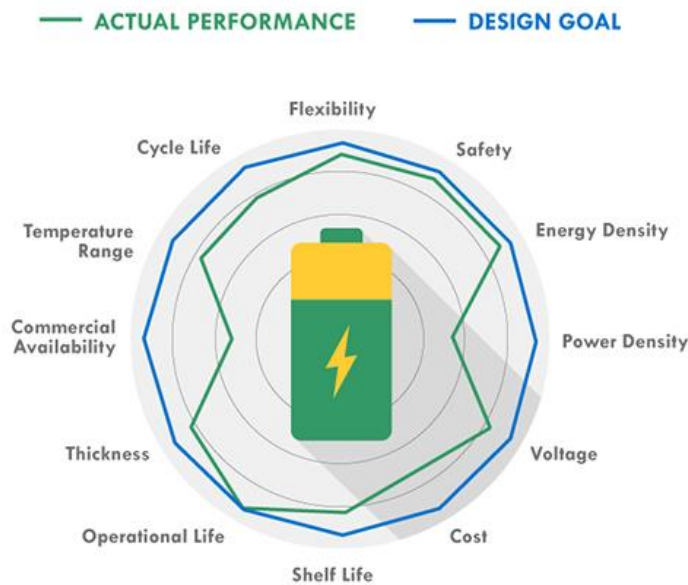 ACTUAL PERFORMANCE
DESIGN GOAL
Flexibility
Cycle Life
Safety
Temperature
Range
Energy Density
Commercial
Availability
Power Density
Thickness
Voltage
Operational Life
Cost
Shelf Life